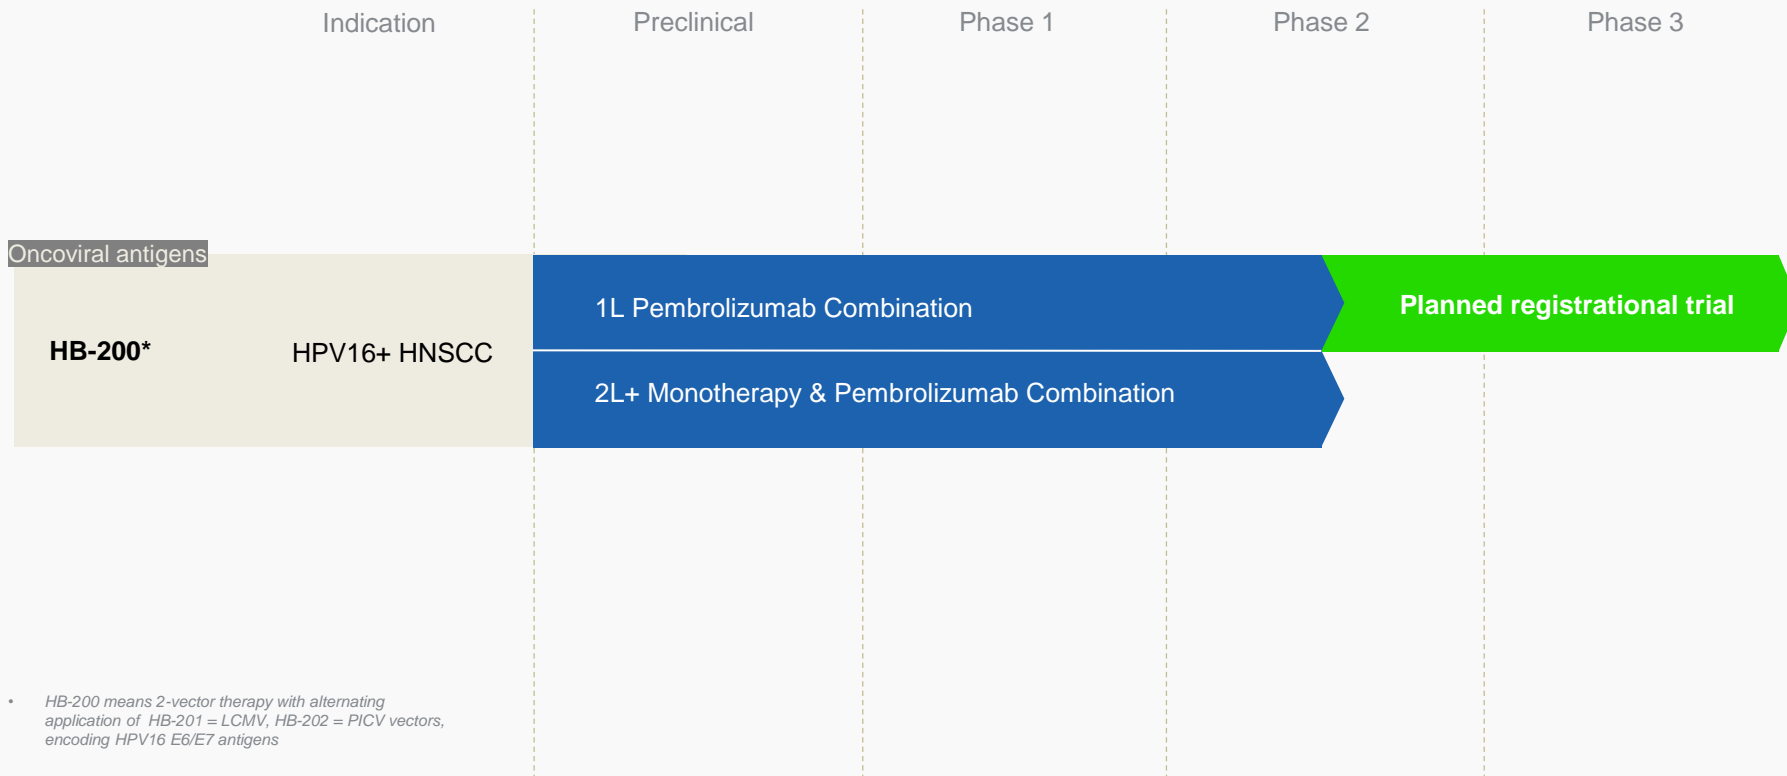 Indication
Preclinical
Phase 1
Phase 2
Phase 3
Oncoviral antigens
HB-200*
HPV16+ HNSCC
1L Pembrolizumab Combination
Planned registrational trial
2L+ Monotherapy & Pembrolizumab Combination
• HB-200 means 2-vector therapy with alternating
application of HB-201 = LCMV, HB-202 = PICV vectors,
encoding HPV16 E6/E7 antigens